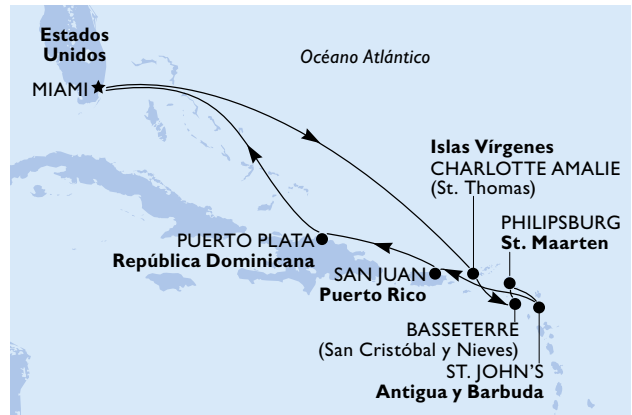 Estados
Unidos
MIAMI
Océano Atlántico
Islas Vírgenes
CHARLOTTE AMALIE
(St. Thomas)
PHILIPSBURG
St. Maarten
PUERTO PLATA
República Dominicana
SAN JUAN
Puerto Rico
BASSETERRE
(San Cristóbal y Nieves)
ST. JOHN'S
Antigua y Barbuda